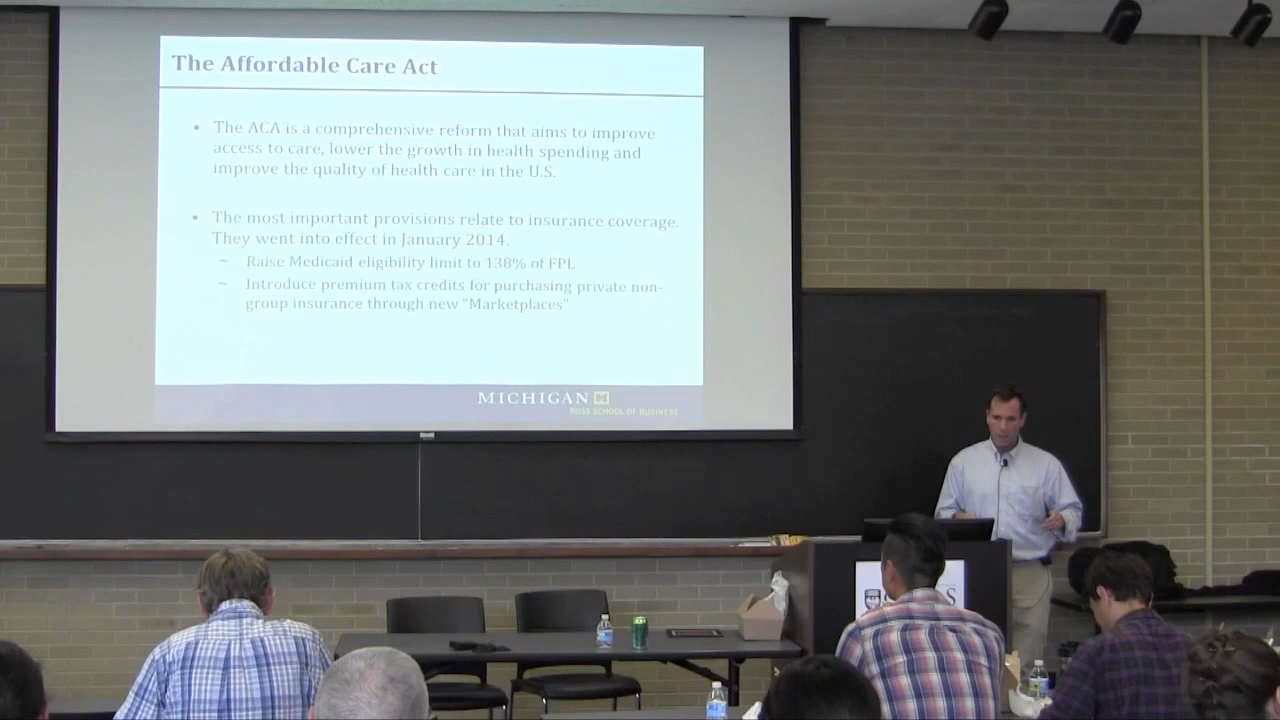 The Affordable Care Act
• The ACA is a comprehensive reform that aims to improve
access to care, lower the growth in health spending and
improve the quality of health care in the U.S.
• The most important provisions relate to insurance coverage.
They went into effect in January 2014.
~ Raise Medicaid eligibility limit to 138% of FPL
~ Introduce premium tax credits for purchasing private non-
group insurance through new "Marketplaces"
MICHIGAN M
ROSS SCHOOL OF BUSINESS